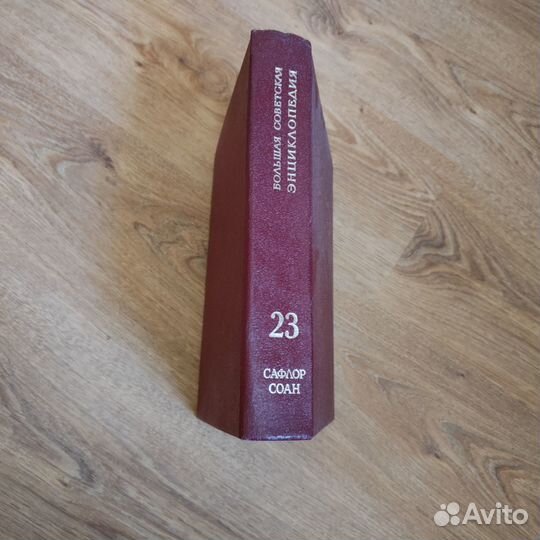 БОЛЬШАЯ СОВЕТСКАЯ
ЭНЦИКЛОПЕДИЯ
23
САФЛОР
СОАН
Avito